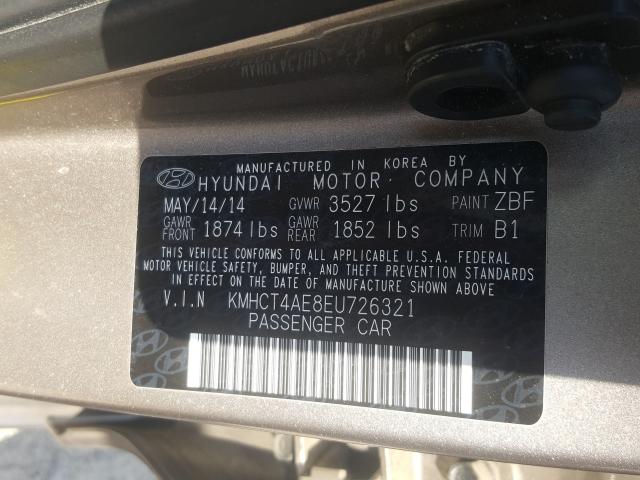 MANUFACTURED IN KOREA BY
HYUNDAI MOTOR COMPANY
MAY/14/14 GVWR 3527 lbs PAINT ZBF
GAWR FRONT 1874 lbs GAWR REAR 1852 lbs TRIM B1
THIS VEHICLE CONFORMS TO ALL APPLICABLE U.S.A. FEDERAL
MOTOR VEHICLE SAFETY, BUMPER, AND THEFT PREVENTION STANDARDS
IN EFFECT ON THE DATE OF MANUFACTURE SHOWN ABOVE.
V.I.N KMHCT4AE8EU726321
PASSENGER CAR